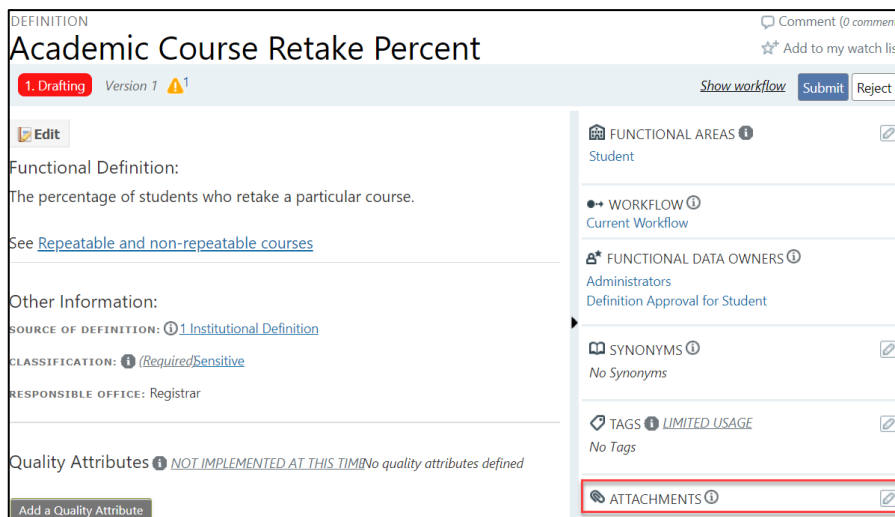 DEFINITION
Academic Course Retake Percent
Comment (0 comment
Add to my watch lis
1. Drafting Version 1 1
Show workflow Submit Reject
Edit
Functional Definition:
The percentage of students who retake a particular course.
See Repeatable and non-repeatable courses
Other Information:
SOURCE OF DEFINITION: 1 Institutional Definition
CLASSIFICATION: (Required)Sensitive
RESPONSIBLE OFFICE: Registrar
Quality Attributes NOT IMPLEMENTED AT THIS TIME No quality attributes defined
Add a Quality Attribute
FUNCTIONAL AREAS
Student
WORKFLOW
Current Workflow
FUNCTIONAL DATA OWNERS
Administrators
Definition Approval for Student
SYNONYMS
No Synonyms
TAGS LIMITED USAGE
No Tags
ATTACHMENTS